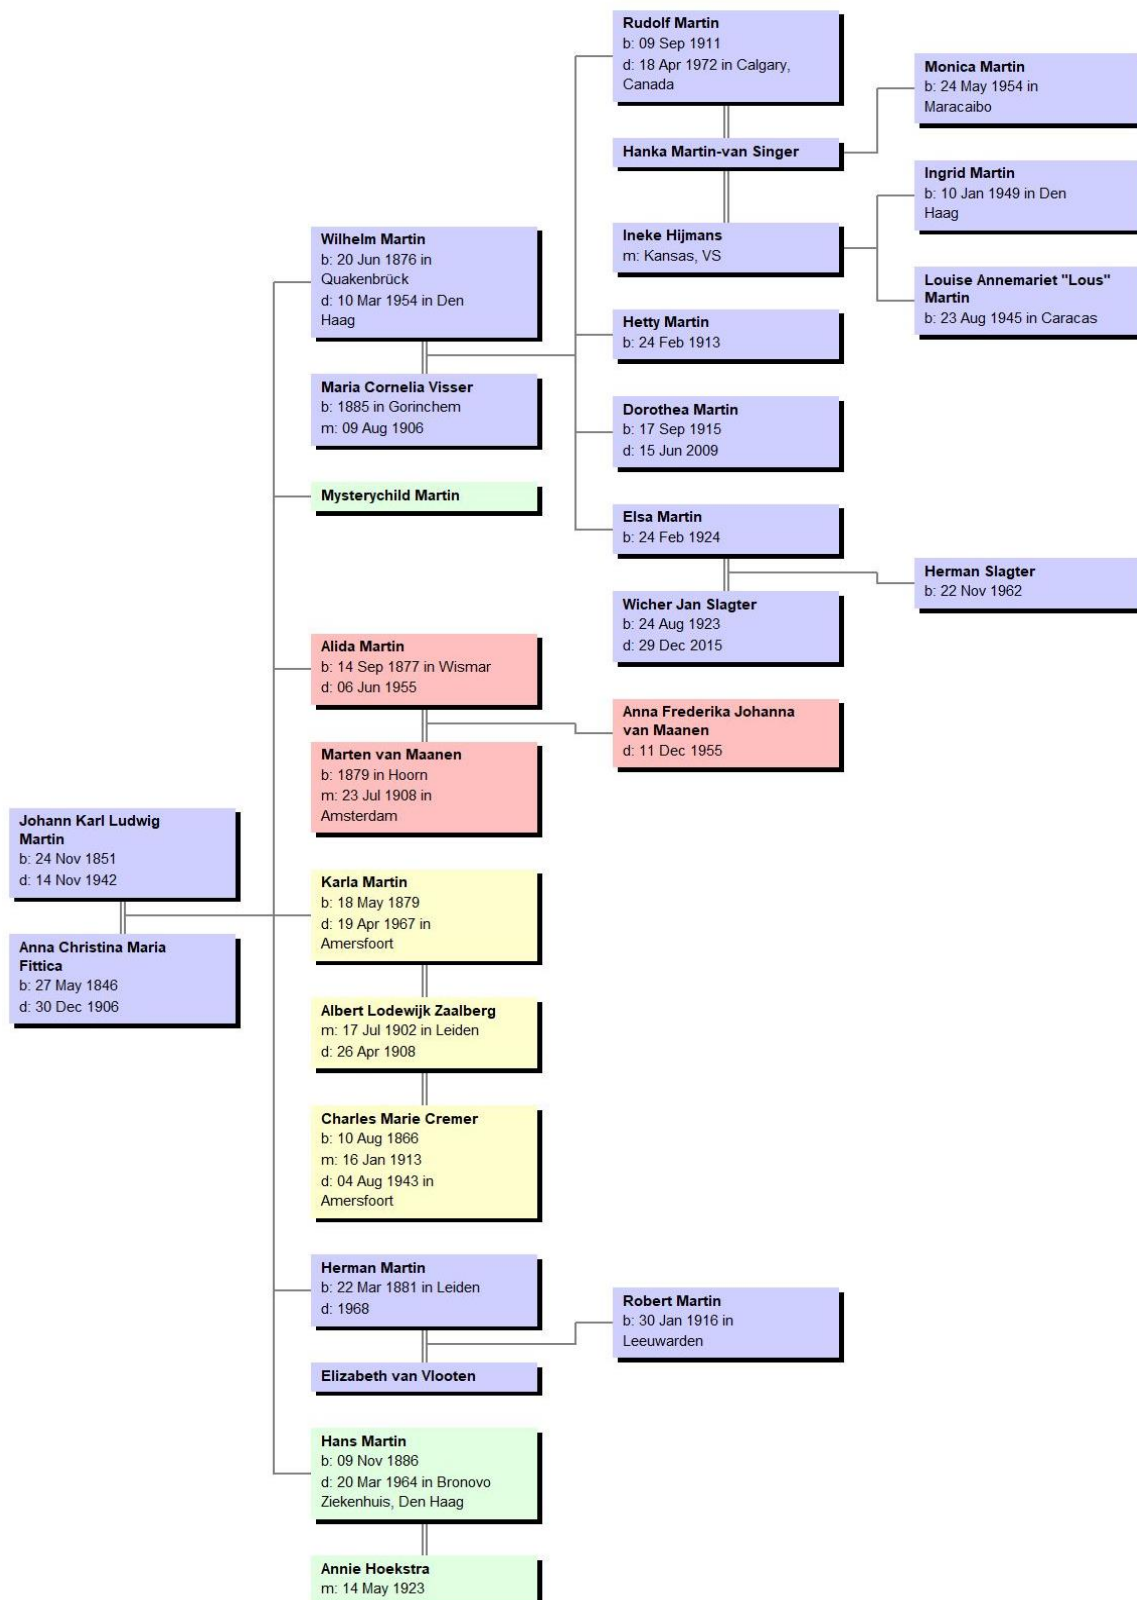 Rudolf Martin
b: 09 Sep 1911
d: 18 Apr 1972 in Calgary,
Canada
Monica Martin
b: 24 May 1954 in
Maracaibo
Hanka Martin-van Singer
Ingrid Martin
b: 10 Jan 1949 in Den
Haag
Wilhelm Martin
b: 20 Jun 1876 in
Quakenbrück
d: 10 Mar 1954 in Den
Haag
Ineke Hijmans
m: Kansas, VS
Louise Annemariet "Lous"
Martin
b: 23 Aug 1945 in Caracas
Hetty Martin
b: 24 Feb 1913
Maria Cornelia Visser
b: 1885 in Gorinchem
m: 09 Aug 1906
Dorothea Martin
b: 17 Sep 1915
d: 15 Jun 2009
Mysterychild Martin
Elsa Martin
b: 24 Feb 1924
Herman Slagter
b: 22 Nov 1962
Wicher Jan Slagter
b: 24 Aug 1923
d: 29 Dec 2015
Alida Martin
b: 14 Sep 1877 in Wismar
d: 06 Jun 1955
Anna Frederika Johanna
van Maanen
d: 11 Dec 1955
Marten van Maanen
b: 1879 in Hoorn
m: 23 Jul 1908 in
Amsterdam
Johann Karl Ludwig
Martin
b: 24 Nov 1851
d: 14 Nov 1942
Karla Martin
b: 18 May 1879
d: 19 Apr 1967 in
Amersfoort
Anna Christina Maria
Fittica
b: 27 May 1846
d: 30 Dec 1906
Albert Lodewijk Zaalberg
m: 17 Jul 1902 in Leiden
d: 26 Apr 1908
Charles Marie Cremer
b: 10 Aug 1866
m: 16 Jan 1913
d: 04 Aug 1943 in
Amersfoort
Herman Martin
b: 22 Mar 1881 in Leiden
d: 1968
Robert Martin
b: 30 Jan 1916 in
Leeuwarden
Elizabeth van Vlooten
Hans Martin
b: 09 Nov 1886
d: 20 Mar 1964 in Bronovo
Ziekenhuis, Den Haag
Annie Hoekstra
m: 14 May 1923